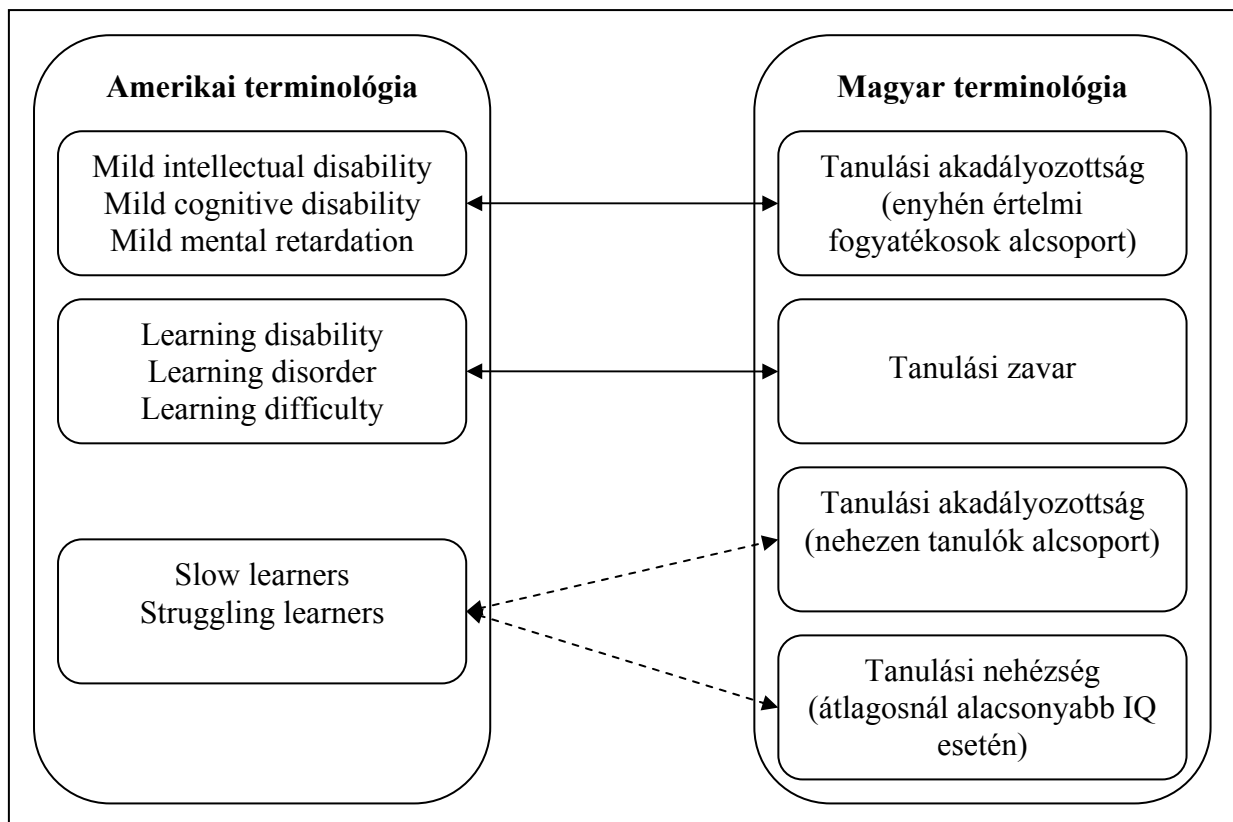 Amerikai terminológia
Mild intellectual disability
Mild cognitive disability
Mild mental retardation
Learning disability
Learning disorder
Learning difficulty
Slow learners
Struggling learners
Magyar terminológia
Tanulási akadályozottság
(enyhén értelmi
fogyatékosok alcsoport)
Tanulási zavar
Tanulási akadályozottság
(nehezen tanulók alcsoport)
Tanulási nehézség
(átlagosnál alacsonyabb IQ
esetén)